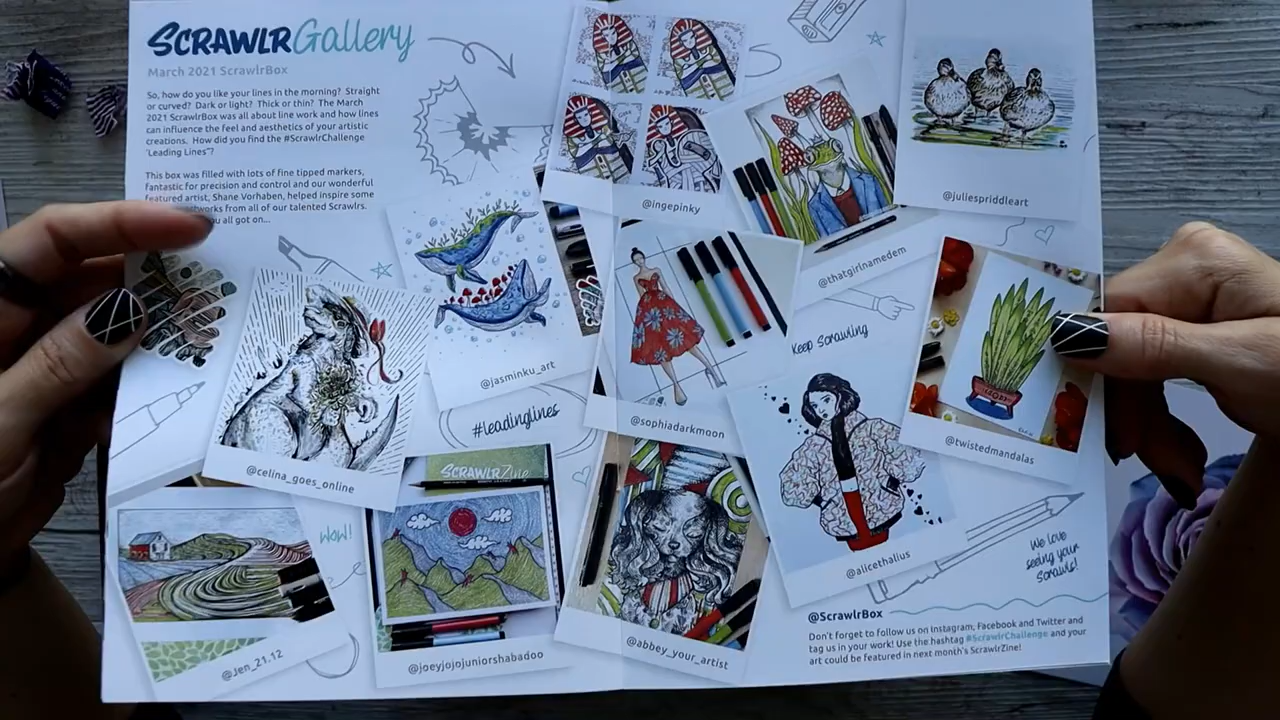 SCRAWLRGallery
March 2021 ScrawlrBox
So, how do you like your lines in the morning? Straight
or curved? Dark or light? Thick or thin? The March
2021 ScrawlrBox was all about line work and how lines
can influence the feel and aesthetics of your artistic
creations. How did you find the #ScrawlrChallenge
"Leading Lines"?
This box was filled with lots of fine tipped markers,
fantastic for precision and control and our wonderful
featured artist, Shane Vorhaben, helped inspire some
works from all of our talented Scrawlrs.
you all got on...
@ingepinky
@thatgirlnamedem
@juliespriddleart
@jasminku_art
@sophiadarkmoon
Keep Scrawling
@twistedmandalas
#leadinglines
@celina_goes_online
SCRAWLRZine
WOW!
@alicethalius
We love
seeing your
Scrawls!
@Jen_21.12
@joeyjojojuniorshabadoo
@abbey_your_artist
@ScrawlrBox
Don't forget to follow us on Instagram, Facebook and Twitter and
tag us in your work! Use the hashtag #ScrawlrChallenge and your
art could be featured in next month's ScrawlrZine!